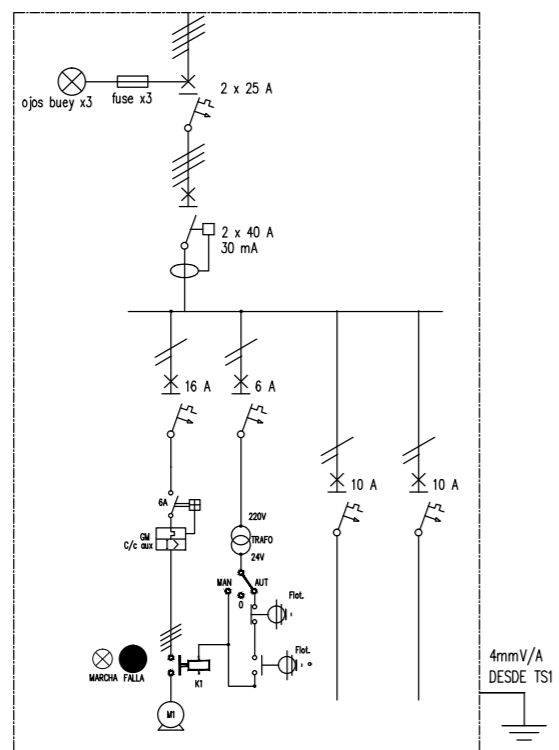 2 x 25 A
ojos buey x3
fuse x3
2 x 40 A
30 mA
16 A
6 A
10 A
10 A
6A
GM
C/c aux
220V
TRAFO
24V
MAN
AUT
0
Flot.
Flot.
MARCHA
FALLA
K1
M1
4mmV/A
DESDE TS1